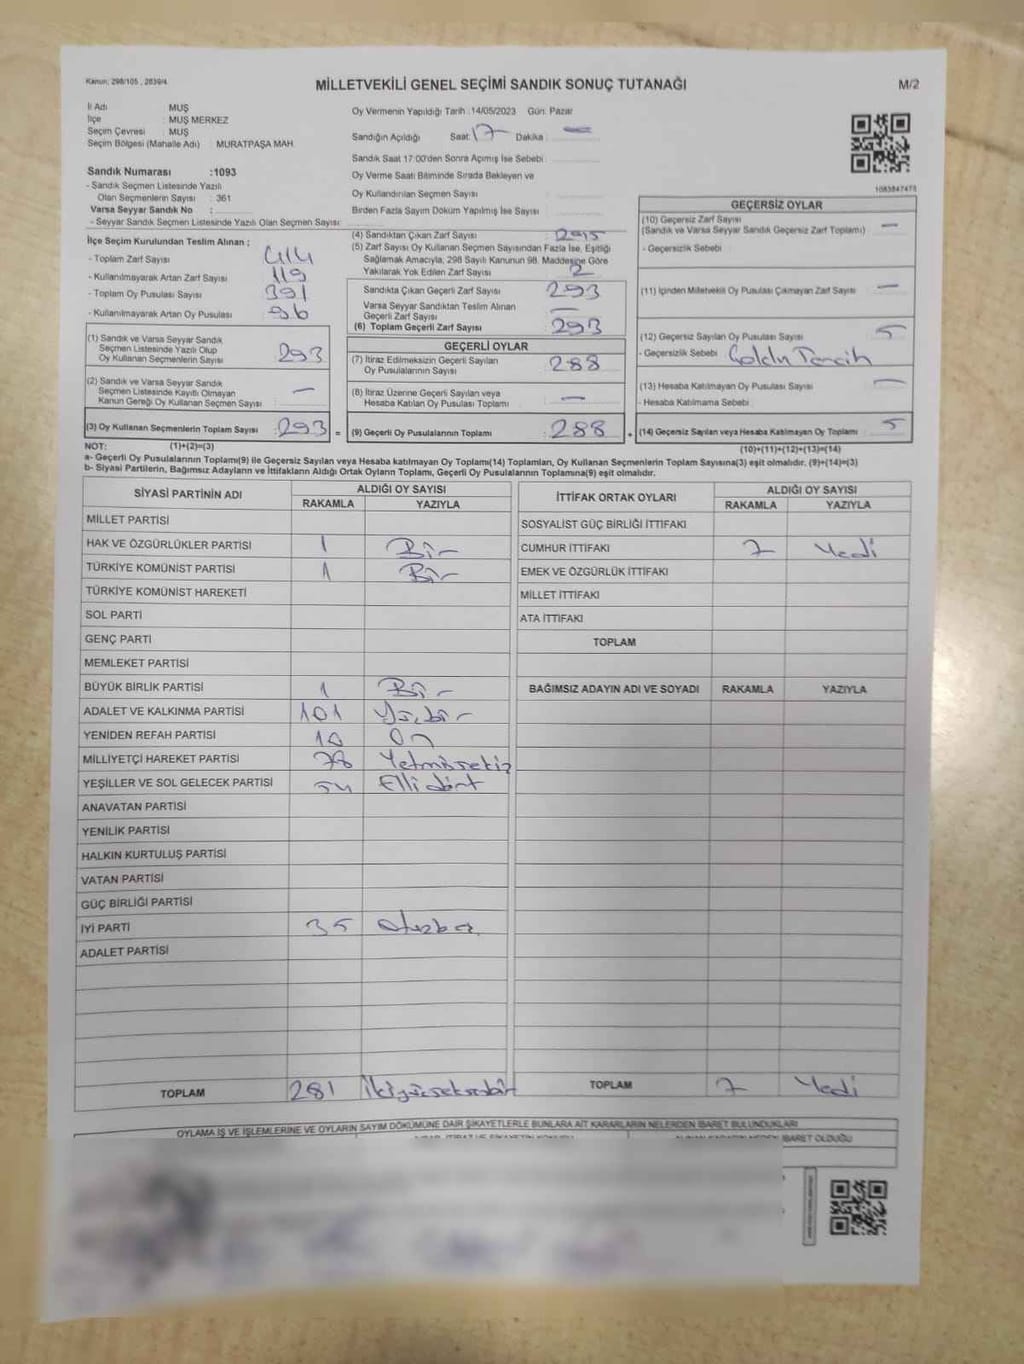 Kanun: 298/105 , 2839/4
MİLLETVEKİLİ GENEL SEÇİMİ SANDIK SONUÇ TUTANAĞI
M/2
İl Adı MUŞ
İlçe MUŞ MERKEZ
Seçim Çevresi : MUŞ
Seçim Bölgesi (Mahalle Adı) : MURATPAŞA MAH.
Sandık Numarası :1093
- Sandık Seçmen Listesinde Yazılı
Olan Seçmenlerin Sayısı : 361
Varsa Seyyar Sandık No :
- Seyyar Sandık Seçmen Listesinde Yazılı Olan Seçmen Sayısı
Oy Vermenin Yapıldığı Tarih :14/05/2023 Gün: Pazar
Sandığın Açıldığı Saat: 17 Dakika : —
Sandık Saat 17:00'den Sonra Açımış İse Sebebi :
Oy Verme Saati Bitiminde Sırada Bekleyen ve
Oy Kullandırılan Seçmen Sayısı :
Birden Fazla Sayım Döküm Yapılmış İse Sayısı :
1083847475
İlçe Seçim Kurulundan Teslim Alınan ;
- Toplam Zarf Sayısı : 414
- Kullanılmayarak Artan Zarf Sayısı : 119
- Toplam Oy Pusulası Sayısı : 391
- Kullanılmayarak Artan Oy Pusulası : 96
(4) Sandıktan Çıkan Zarf Sayısı : 295
(5) Zarf Sayısı Oy Kullanan Seçmen Sayısından Fazla İse, Eşitliği
Sağlamak Amacıyla, 298 Sayılı Kanunun 98. Maddesine Göre
Yakılarak Yok Edilen Zarf Sayısı : 2
Sandıkta Çıkan Geçerli Zarf Sayısı : 293
Varsa Seyyar Sandıktan Teslim Alınan
Geçerli Zarf Sayısı : —
(6) Toplam Geçerli Zarf Sayısı : 293
GEÇERSİZ OYLAR
(10) Geçersiz Zarf Sayısı
(Sandık ve Varsa Seyyar Sandık Geçersiz Zarf Toplamı) : —
- Geçersizlik Sebebi :
(11) İçinden Milletvekili Oy Pusulası Çıkmayan Zarf Sayısı : —
(12) Geçersiz Sayılan Oy Pusulası Sayısı : 5
- Geçersizlik Sebebi :
(13) Hesaba Katılmayan Oy Pusulası Sayısı : —
- Hesaba Katılmama Sebebi :
(14) Geçersiz Sayılan veya Hesaba Katılmayan Oy Toplamı : 5
(1) Sandık ve Varsa Seyyar Sandık
Seçmen Listesinde Yazılı Olup
Oy Kullanan Seçmenlerin Sayısı : 293
(2) Sandık ve Varsa Seyyar Sandık
Seçmen Listesinde Kayıtlı Olmayan
Kanun Gereği Oy Kullanan Seçmen Sayısı : —
(3) Oy Kullanan Seçmenlerin Toplam Sayısı : 293 =
GEÇERLİ OYLAR
(7) İtiraz Edilmeksizin Geçerli Sayılan
Oy Pusulalarının Sayısı : 288
(8) İtiraz Üzerine Geçerli Sayılan veya
Hesaba Katılan Oy Pusulası Toplamı : —
(9) Geçerli Oy Pusulalarının Toplamı : 288 +
NOT: (1)+(2)=(3)
(10)+(11)+(12)+(13)=(14)
a- Geçerli Oy Pusulalarının Toplamı(9) ile Geçersiz Sayılan veya Hesaba katılmayan Oy Toplamı(14) Toplamları, Oy Kullanan Seçmenlerin Toplam Sayısına(3) eşit olmalıdır. (9)+(14)=(3)
b- Siyasi Partilerin, Bağımsız Adayların ve İttifakların Aldığı Ortak Oyların Toplamı, Geçerli Oy Pusulalarının Toplamına(9) eşit olmalıdır.
SİYASİ PARTİNİN ADI ALDIĞI OY SAYISI
RAKAMLA YAZIYLA
MİLLET PARTİSİ
HAK VE ÖZGÜRLÜKLER PARTİSİ 1 Bir
TÜRKİYE KOMÜNİST PARTİSİ 1 Bir
TÜRKİYE KOMÜNİST HAREKETİ
SOL PARTİ
GENÇ PARTİ
MEMLEKET PARTİSİ
BÜYÜK BİRLİK PARTİSİ 1 Bir
ADALET VE KALKINMA PARTİSİ 101 Yüzbir
YENİDEN REFAH PARTİSİ 10 On
MİLLİYETÇİ HAREKET PARTİSİ 78 Yetmişsekiz
YEŞİLLER VE SOL GELECEK PARTİSİ 54 Ellidört
ANAVATAN PARTİSİ
YENİLİK PARTİSİ
HALKIN KURTULUŞ PARTİSİ
VATAN PARTİSİ
GÜÇ BİRLİĞİ PARTİSİ
İYİ PARTİ 35
ADALET PARTİSİ
TOPLAM 281 İkiyüzseksenbir
İTTİFAK ORTAK OYLARI ALDIĞI OY SAYISI
RAKAMLA YAZIYLA
SOSYALİST GÜÇ BİRLİĞİ İTTİFAKI
CUMHUR İTTİFAKI 7 Yedi
EMEK VE ÖZGÜRLÜK İTTİFAKI
MİLLET İTTİFAKI
ATA İTTİFAKI
TOPLAM
BAĞIMSIZ ADAYIN ADI VE SOYADI RAKAMLA YAZIYLA
TOPLAM 7 Yedi
OYLAMA İŞ VE İŞLEMLERİNE VE OYLARIN SAYIM DÖKÜMÜNE DAİR ŞİKAYETLERLE BUNLARA AİT KARARLARIN NELERDEN İBARET BULUNDUKLARI
İBARET OLDUĞU